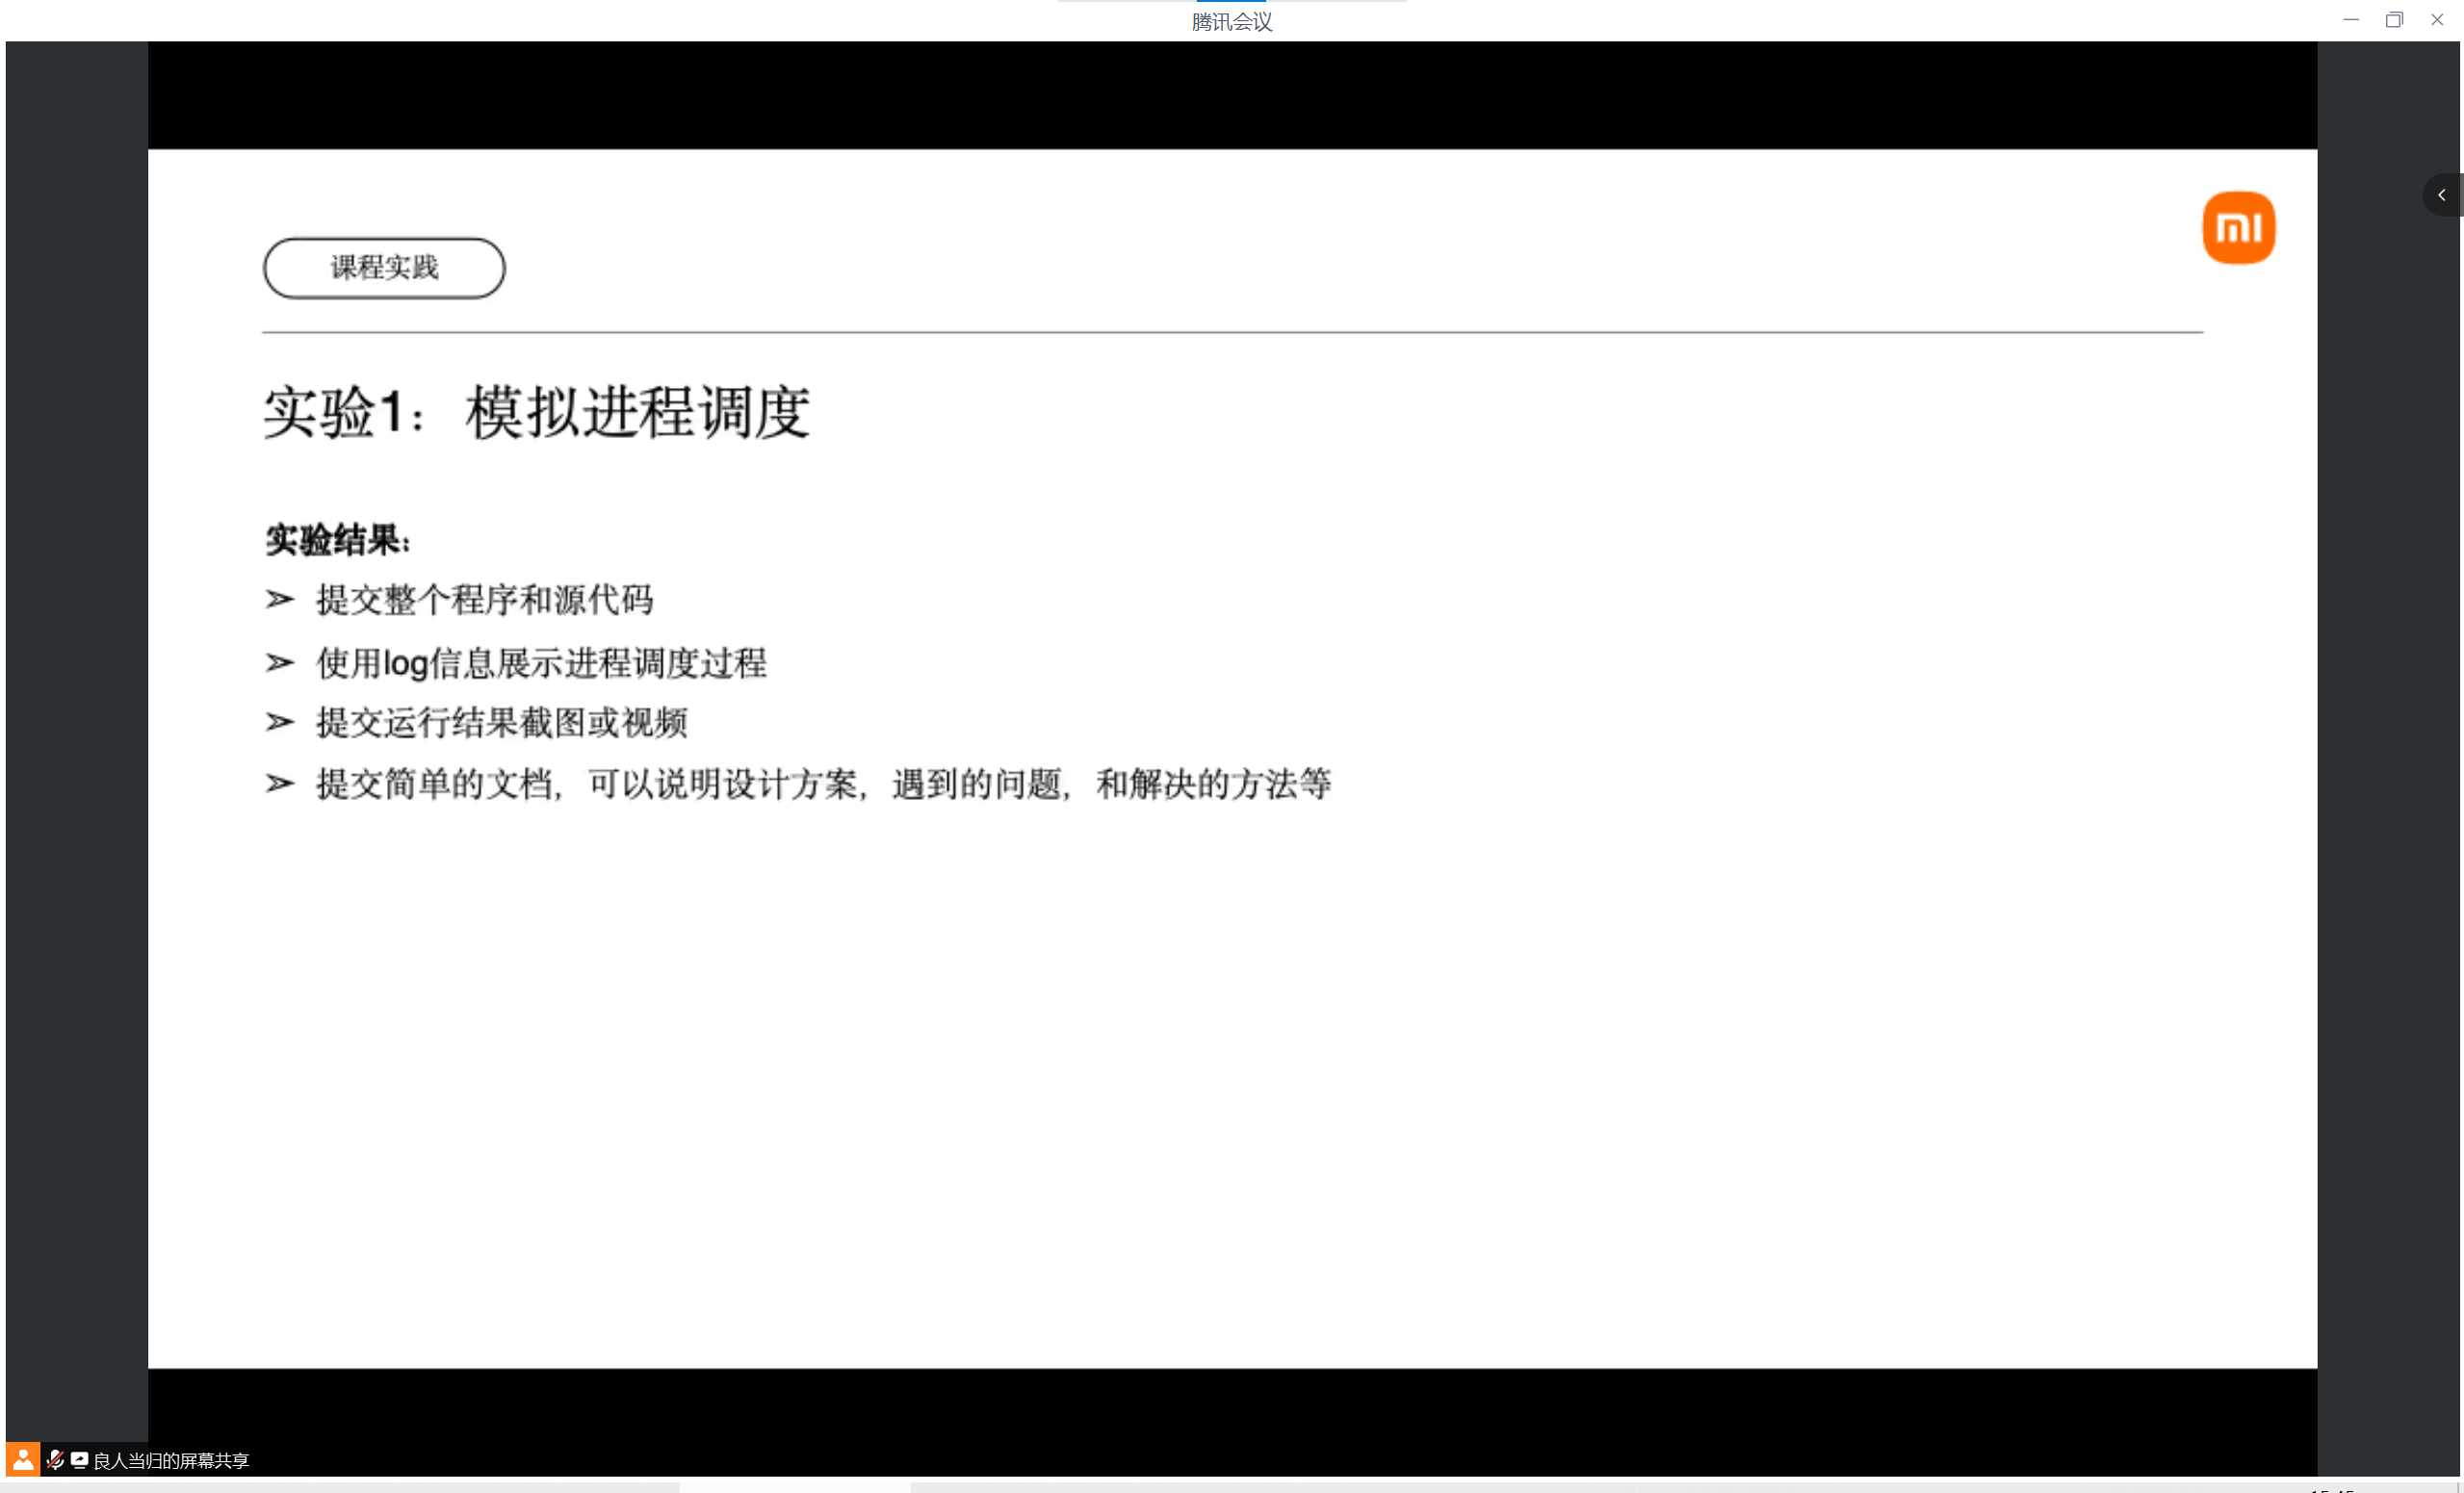 腾讯会议
mi
课程实践
实验1：模拟进程调度
实验结果：
➢ 提交整个程序和源代码
➢ 使用log信息展示进程调度过程
➢ 提交运行结果截图或视频
➢ 提交简单的文档，可以说明设计方案，遇到的问题，和解决的方法等
良人当归的屏幕共享